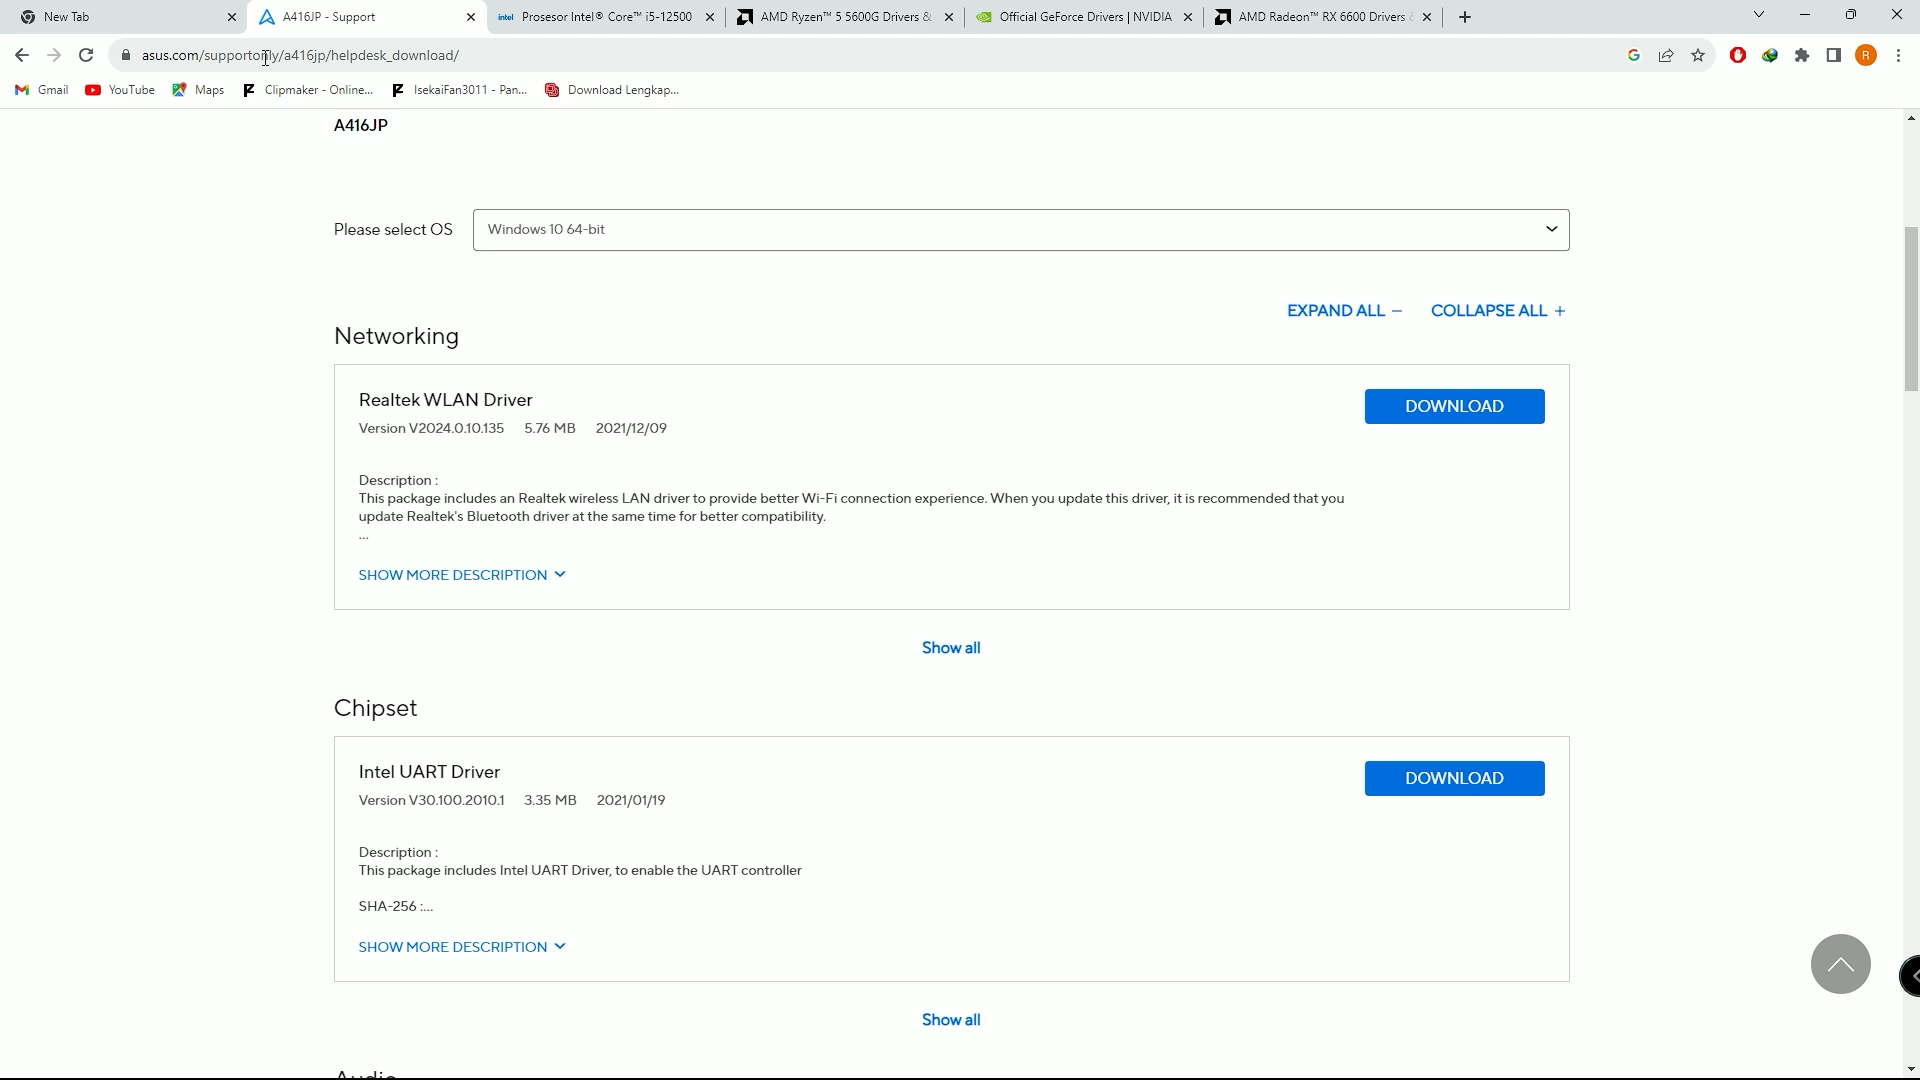 New Tab
A416JP - Support
intel Prosesor Intel® Core™ i5-12500
AMD Ryzen™ 5 5600G Drivers &
Official GeForce Drivers | NVIDIA
AMD Radeon™ RX 6600 Drivers
asus.com/supportonly/a416jp/helpdesk_download/
R
Gmail
YouTube
Maps
Clipmaker - Online...
IsekaiFan3011 - Pan...
Download Lengkap...
A416JP
Please select OS
Windows 10 64-bit
EXPAND ALL −
COLLAPSE ALL +
Networking
Realtek WLAN Driver
DOWNLOAD
Version V2024.0.10.135 5.76 MB 2021/12/09
Description :
This package includes an Realtek wireless LAN driver to provide better Wi-Fi connection experience. When you update this driver, it is recommended that you
update Realtek's Bluetooth driver at the same time for better compatibility.
...
SHOW MORE DESCRIPTION
Show all
Chipset
Intel UART Driver
DOWNLOAD
Version V30.100.2010.1 3.35 MB 2021/01/19
Description :
This package includes Intel UART Driver, to enable the UART controller
SHA-256 :...
SHOW MORE DESCRIPTION
Show all
Audio